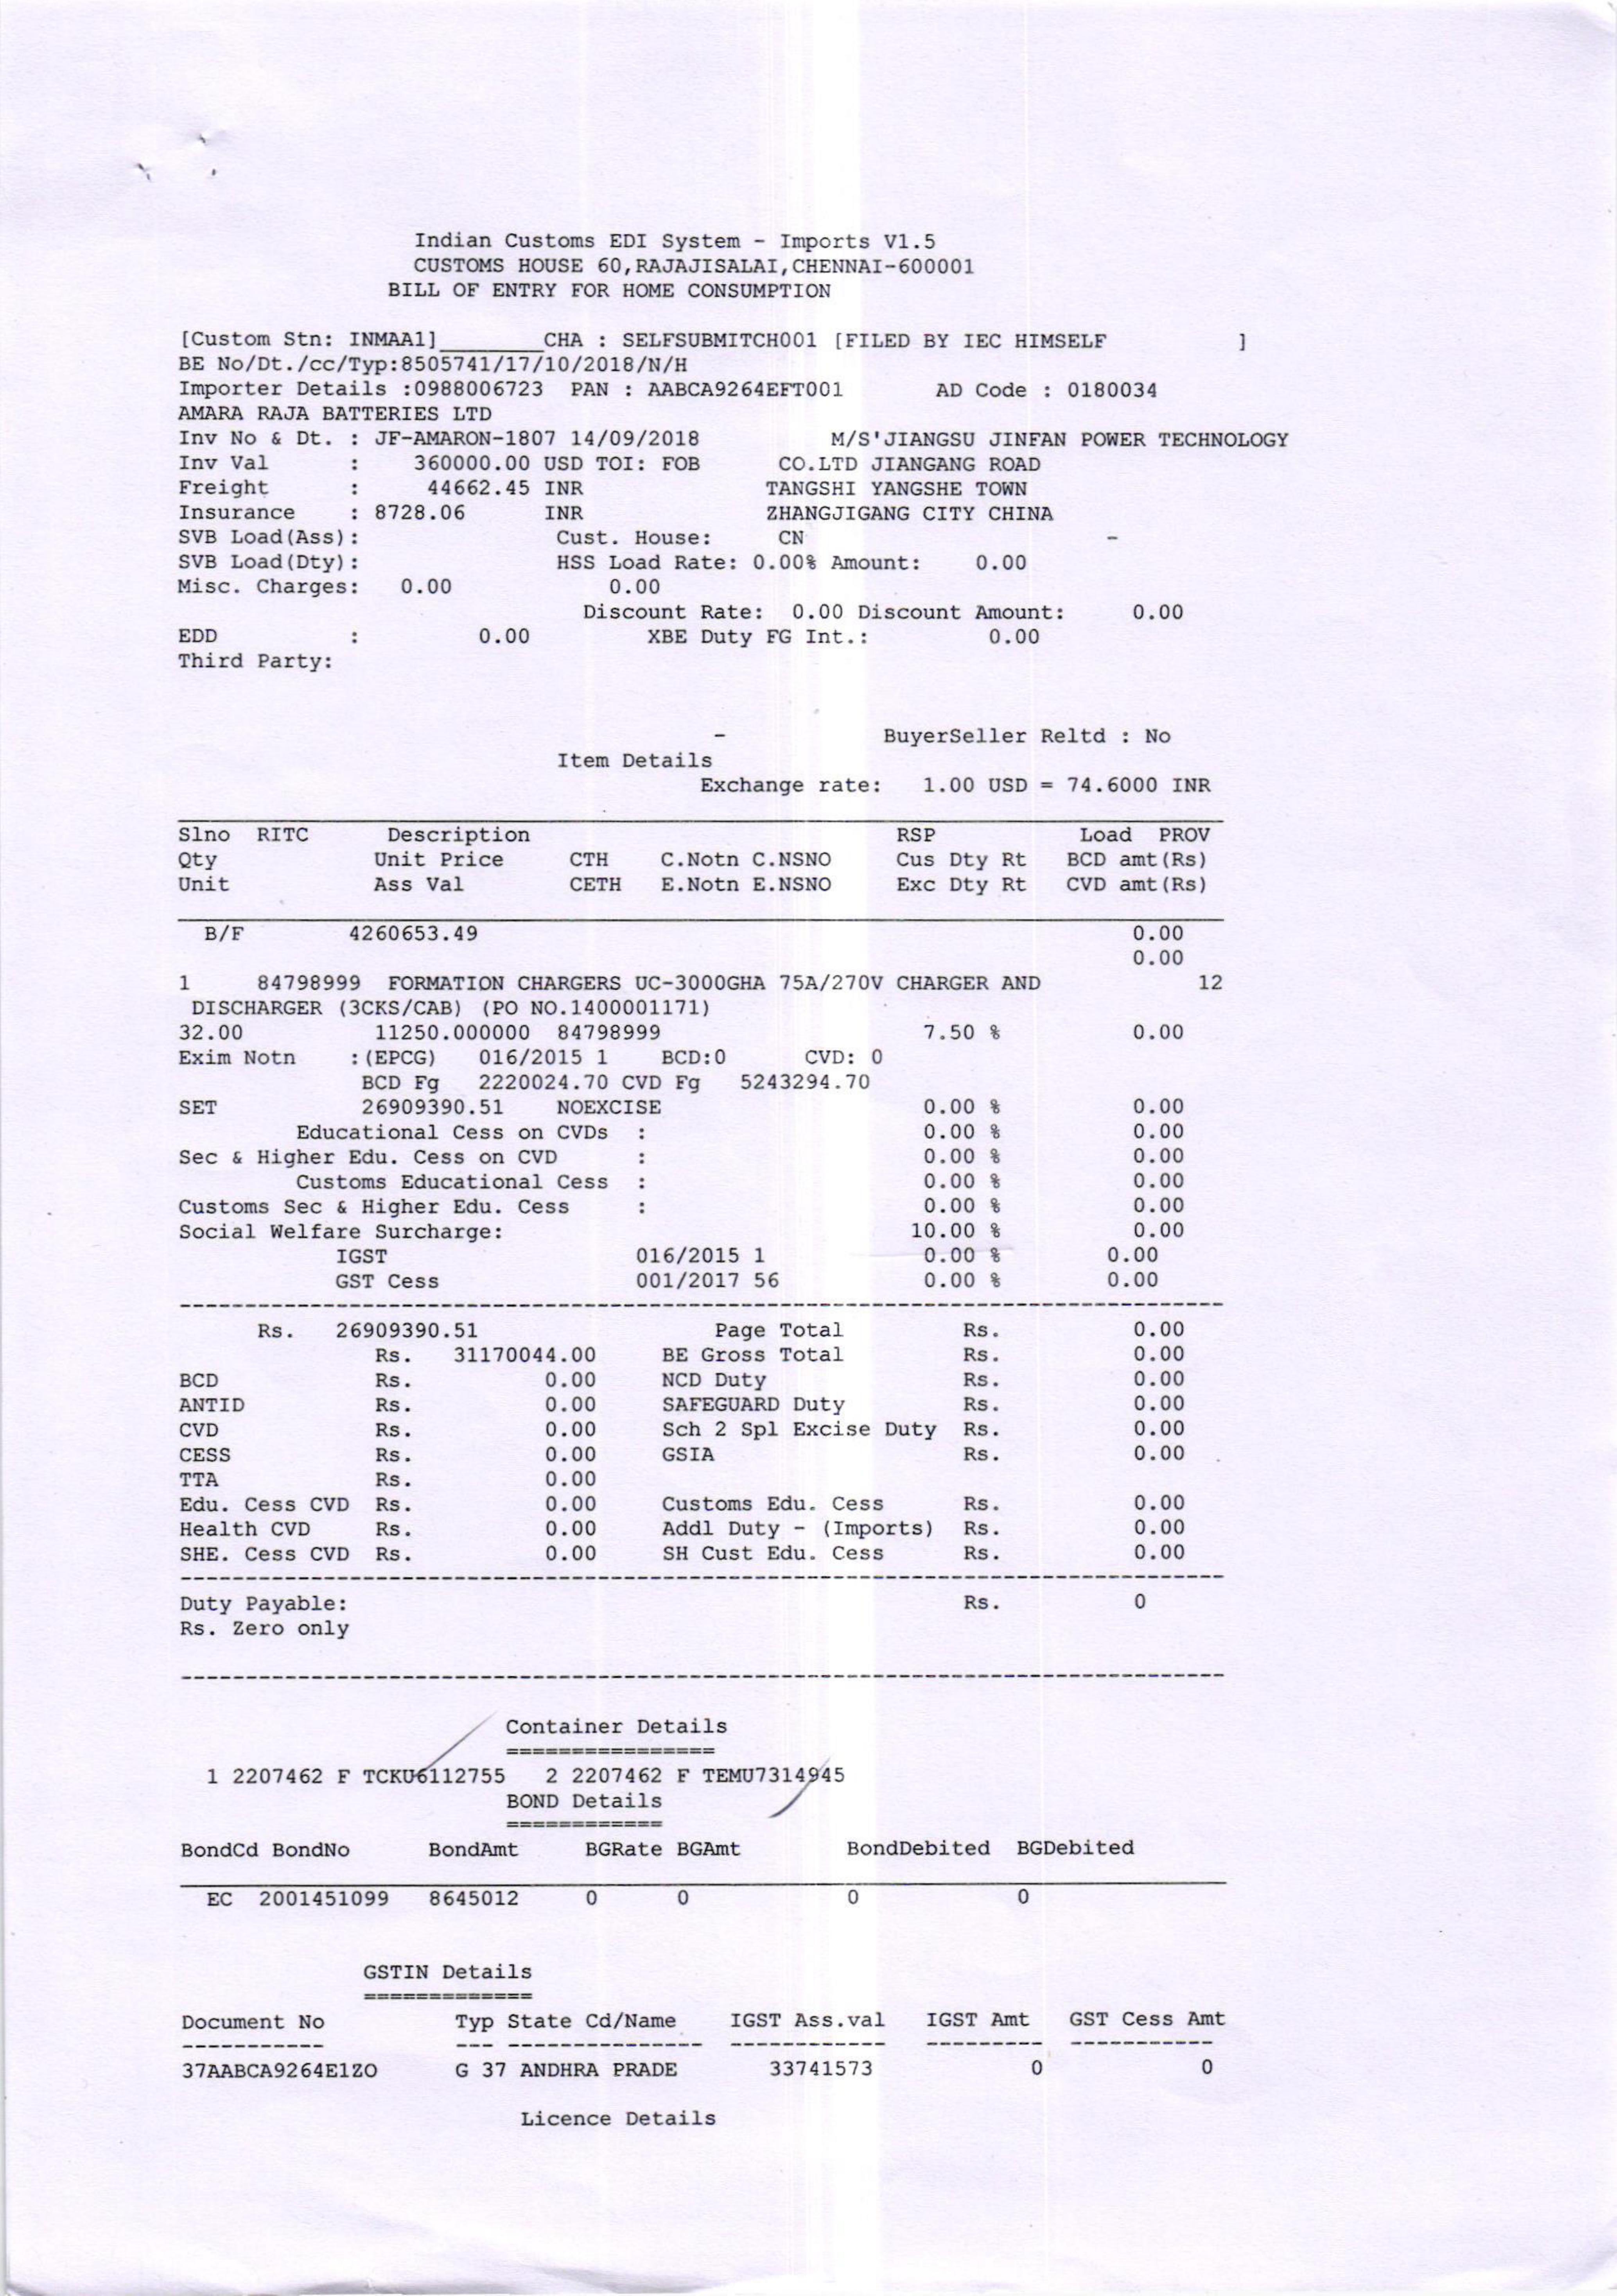 Indian Customs EDI System - Imports V1.5
CUSTOMS HOUSE 60,RAJAJISALAI,CHENNAI-600001
BILL OF ENTRY FOR HOME CONSUMPTION
[Custom Stn: INMAA1]________CHA : SELFSUBMITCH001 [FILED BY IEC HIMSELF ]
BE No/Dt./cc/Typ:8505741/17/10/2018/N/H
Importer Details :0988006723 PAN : AABCA9264EFT001 AD Code : 0180034
AMARA RAJA BATTERIES LTD
Inv No & Dt. : JF-AMARON-1807 14/09/2018 M/S'JIANGSU JINFAN POWER TECHNOLOGY
Inv Val : 360000.00 USD TOI: FOB CO.LTD JIANGANG ROAD
Freight : 44662.45 INR TANGSHI YANGSHE TOWN
Insurance : 8728.06 INR ZHANGJIGANG CITY CHINA
SVB Load(Ass): Cust. House: CN -
SVB Load(Dty): HSS Load Rate: 0.00% Amount: 0.00
Misc. Charges: 0.00 0.00
Discount Rate: 0.00 Discount Amount: 0.00
EDD : 0.00 XBE Duty FG Int.: 0.00
Third Party:
- BuyerSeller Reltd : No
Item Details
Exchange rate: 1.00 USD = 74.6000 INR
Slno RITC Description RSP Load PROV
Qty Unit Price CTH C.Notn C.NSNO Cus Dty Rt BCD amt(Rs)
Unit Ass Val CETH E.Notn E.NSNO Exc Dty Rt CVD amt(Rs)
B/F 4260653.49 0.00
0.00
1 84798999 FORMATION CHARGERS UC-3000GHA 75A/270V CHARGER AND 12
DISCHARGER (3CKS/CAB) (PO NO.1400001171)
32.00 11250.000000 84798999 7.50 % 0.00
Exim Notn :(EPCG) 016/2015 1 BCD:0 CVD: 0
BCD Fg 2220024.70 CVD Fg 5243294.70
SET 26909390.51 NOEXCISE 0.00 % 0.00
Educational Cess on CVDs : 0.00 % 0.00
Sec & Higher Edu. Cess on CVD : 0.00 % 0.00
Customs Educational Cess : 0.00 % 0.00
Customs Sec & Higher Edu. Cess : 0.00 % 0.00
Social Welfare Surcharge: 10.00 % 0.00
IGST 016/2015 1 0.00 % 0.00
GST Cess 001/2017 56 0.00 % 0.00
Rs. 26909390.51 Page Total Rs. 0.00
Rs. 31170044.00 BE Gross Total Rs. 0.00
BCD Rs. 0.00 NCD Duty Rs. 0.00
ANTID Rs. 0.00 SAFEGUARD Duty Rs. 0.00
CVD Rs. 0.00 Sch 2 Spl Excise Duty Rs. 0.00
CESS Rs. 0.00 GSIA Rs. 0.00
TTA Rs. 0.00
Edu. Cess CVD Rs. 0.00 Customs Edu. Cess Rs. 0.00
Health CVD Rs. 0.00 Addl Duty - (Imports) Rs. 0.00
SHE. Cess CVD Rs. 0.00 SH Cust Edu. Cess Rs. 0.00
Duty Payable: Rs. 0
Rs. Zero only
Container Details
================
1 2207462 F TCKU6112755 2 2207462 F TEMU7314945
BOND Details
============
BondCd BondNo BondAmt BGRate BGAmt BondDebited BGDebited
EC 2001451099 8645012 0 0 0 0
GSTIN Details
=============
Document No Typ State Cd/Name IGST Ass.val IGST Amt GST Cess Amt
----------- --- --------------- ------------ --------- -----------
37AABCA9264E1ZO G 37 ANDHRA PRADE 33741573 0 0
Licence Details